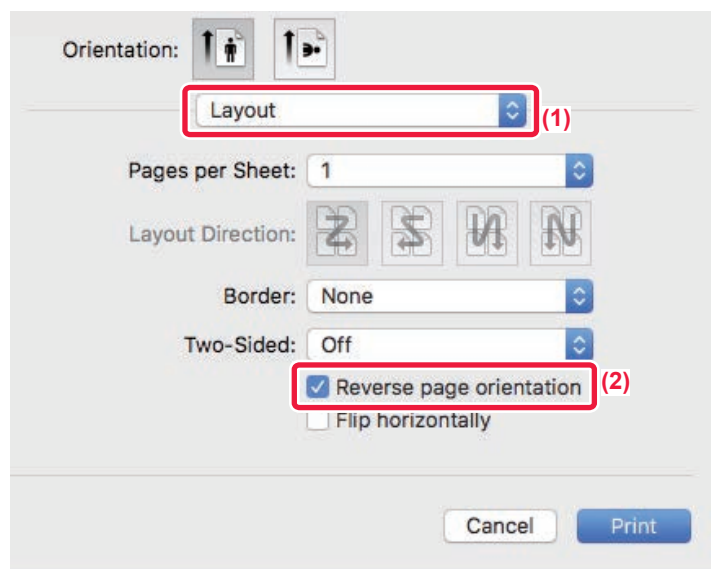 Orientation:
Layout
(1)
Pages per Sheet: 1
Layout Direction:
Border: None
Two-Sided: Off
Reverse page orientation
(2)
Flip horizontally
Cancel Print